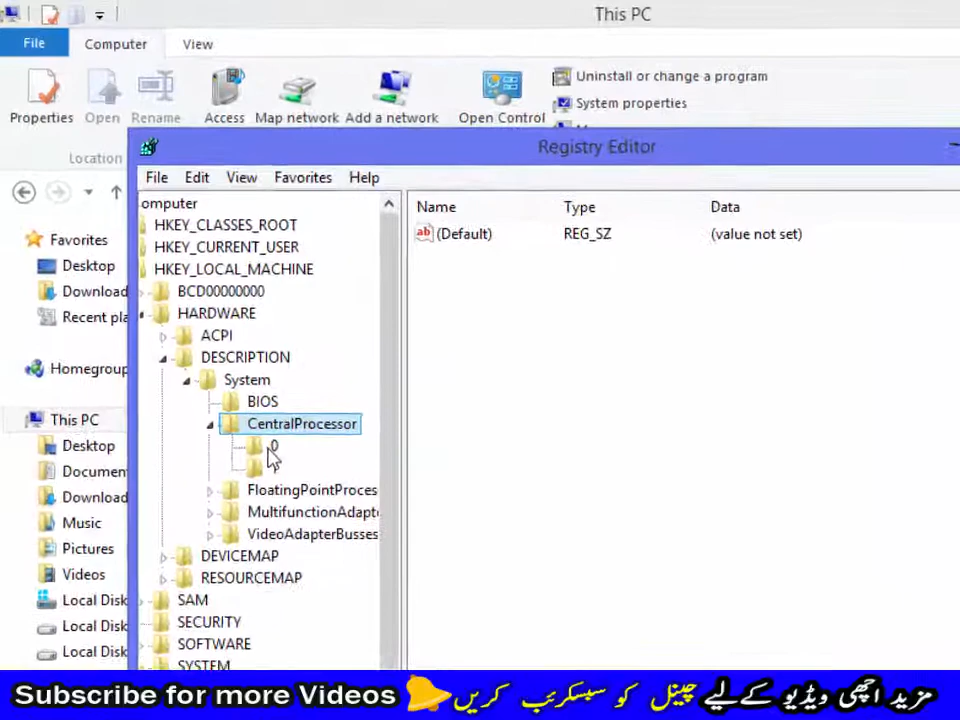 This PC
File
Computer
View
Properties
Open
Rename
Access
Map network
Add a network
Open Control
Uninstall or change a program
System properties
Location
Registry Editor
File
Edit
View
Favorites
Help
Favorites
Desktop
Download
Recent pla
Homegroup
This PC
Desktop
Documen
Download
Music
Pictures
Videos
Local Disk
Local Disk
Local Disk
omputer
HKEY_CLASSES_ROOT
HKEY_CURRENT_USER
HKEY_LOCAL_MACHINE
BCD00000000
HARDWARE
ACPI
DESCRIPTION
System
BIOS
CentralProcessor
0
FloatingPointProces
MultifunctionAdapt
VideoAdapterBusses
DEVICEMAP
RESOURCEMAP
SAM
SECURITY
SOFTWARE
SYSTEM
Name Type Data
(Default) REG_SZ (value not set)
Subscribe for more Videos
مزید اچھی ویڈیو کے لیے چینل کو سبسکرائب کریں